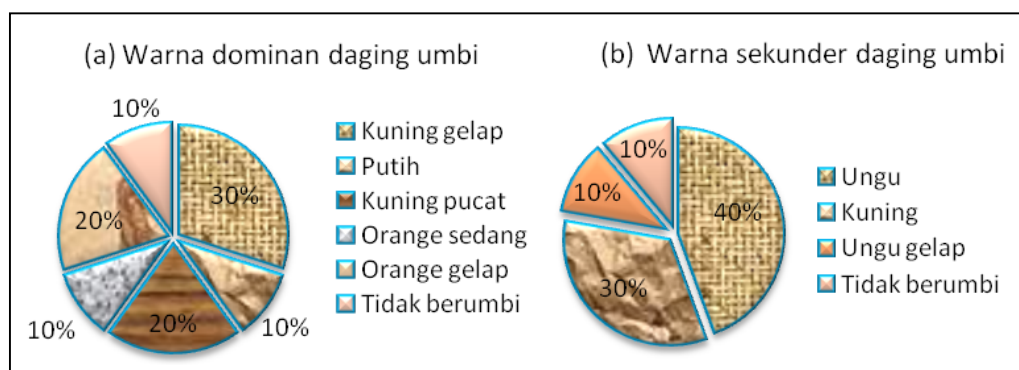 (a) Warna dominan daging umbi
10%
30%
20%
10%
20%
10%
Kuning gelap
Putih
Kuning pucat
Orange sedang
Orange gelap
Tidak berumbi
(b) Warna sekunder daging umbi
10%
10%
40%
30%
Ungu
Kuning
Ungu gelap
Tidak berumbi